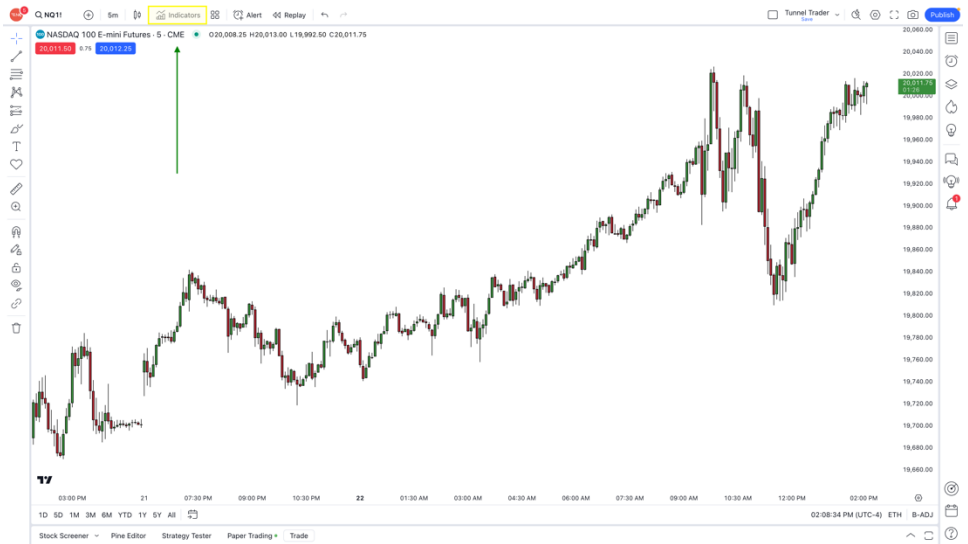 NQ1!
5m
Indicators
Alert
Replay
Tunnel Trader
Save
Publish
NASDAQ 100 E-mini Futures · 5 · CME
O20,008.25 H20,013.00 L19,992.50 C20,011.75
20,011.50 0.75 20,012.25
20,060.00
20,040.00
20,020.00
20,011.75
01:26
20,000.00
19,980.00
19,960.00
19,940.00
19,920.00
19,900.00
19,880.00
19,860.00
19,840.00
19,820.00
19,800.00
19,780.00
19,760.00
19,740.00
19,720.00
19,700.00
19,680.00
19,660.00
03:00 PM 21 07:30 PM 09:00 PM 10:30 PM 22 01:30 AM 03:00 AM 04:30 AM 06:00 AM 07:30 AM 09:00 AM 10:30 AM 12:00 PM 02:00 PM
1D 5D 1M 3M 6M YTD 1Y 5Y All
02:08:34 PM (UTC-4) ETH B-ADJ
Stock Screener Pine Editor Strategy Tester Paper Trading Trade